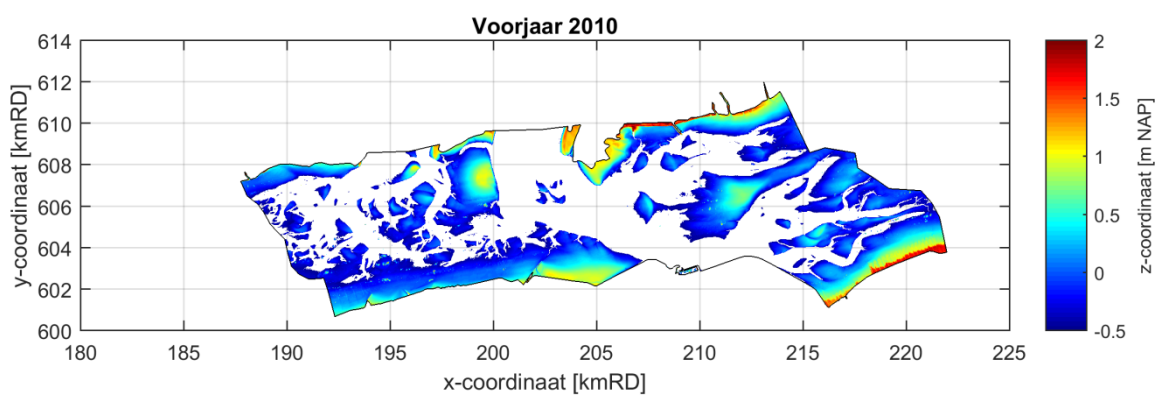 Voorjaar 2010
614
612
610
608
606
604
602
600
y-coordinaat [kmRD]
180 185 190 195 200 205 210 215 220 225
x-coordinaat [kmRD]
2
1.5
1
0.5
0
-0.5
z-coordinaat [m NAP]